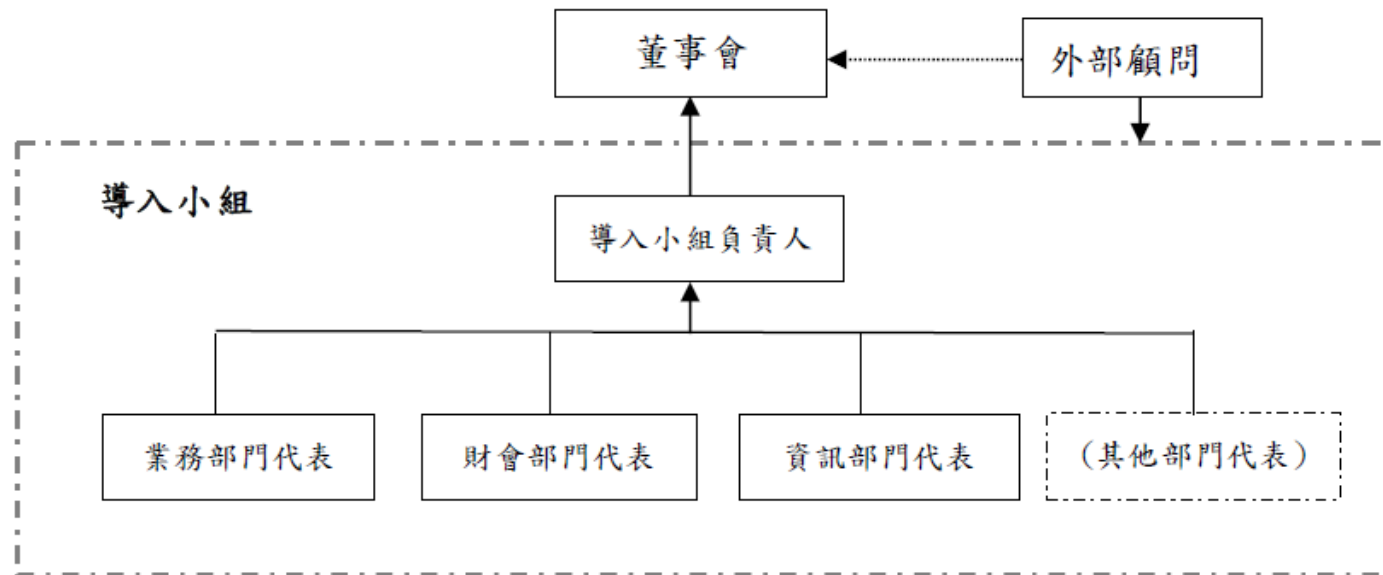 董事會
外部顧問
導入小組
導入小組負責人
業務部門代表
財會部門代表
資訊部門代表
(其他部門代表)